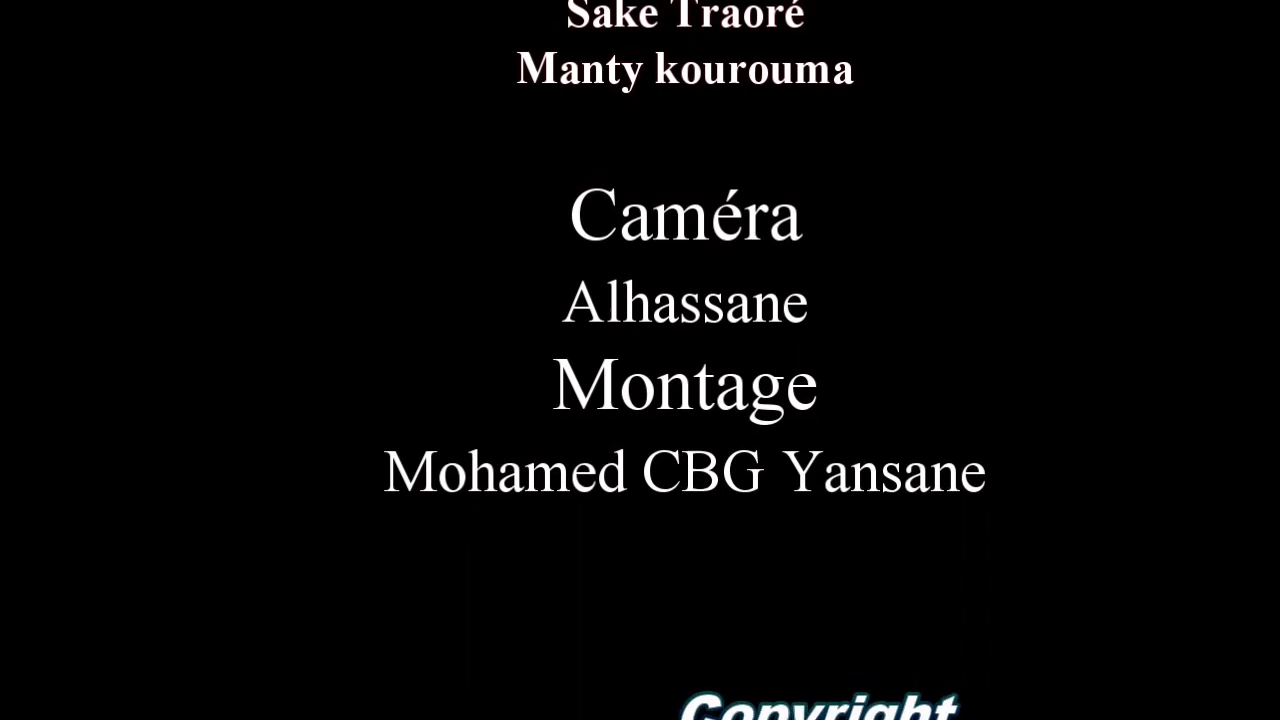 Sake Traoré
Manty kourouma
Caméra
Alhassane
Montage
Mohamed CBG Yansane
Copyright